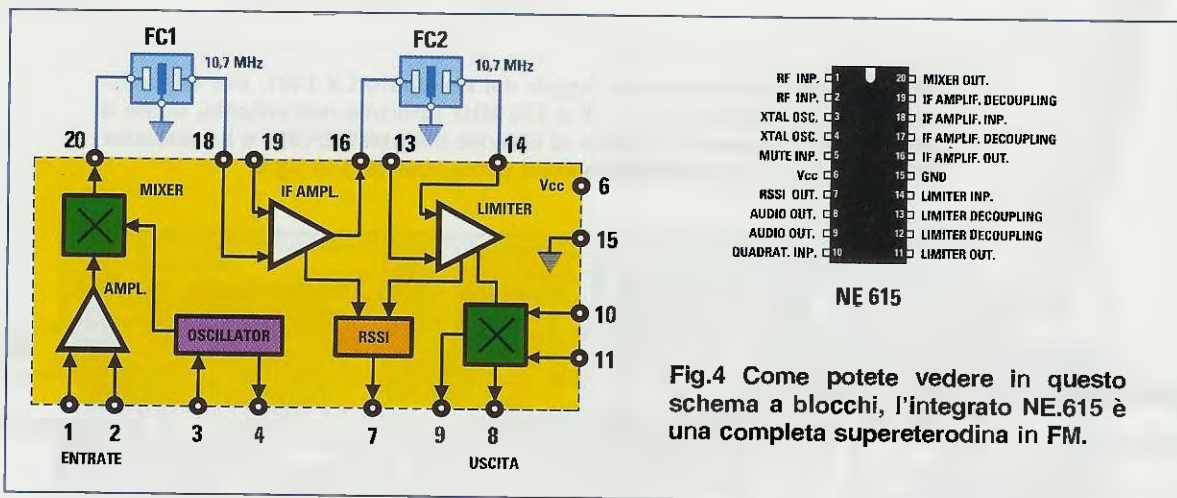 FC1
10,7 MHz
FC2
10,7 MHz
20
18
19
16
13
14
MIXER
IF AMPL.
LIMITER
Vcc
6
15
AMPL.
OSCILLATOR
RSSI
10
11
1
2
3
4
7
9
8
ENTRATE
USCITA
RF INP. 1
RF INP. 2
XTAL OSC. 3
XTAL OSC. 4
MUTE INP. 5
Vcc 6
RSSI OUT. 7
AUDIO OUT. 8
AUDIO OUT. 9
QUADRAT. INP. 10
20 MIXER OUT.
19 IF AMPLIF. DECOUPLING
18 IF AMPLIF. INP.
17 IF AMPLIF. DECOUPLING
16 IF AMPLIF. OUT.
15 GND
14 LIMITER INP.
13 LIMITER DECOUPLING
12 LIMITER DECOUPLING
11 LIMITER OUT.
NE 615
Fig.4 Come potete vedere in questo
schema a blocchi, l'integrato NE.615 è
una completa supereterodina in FM.